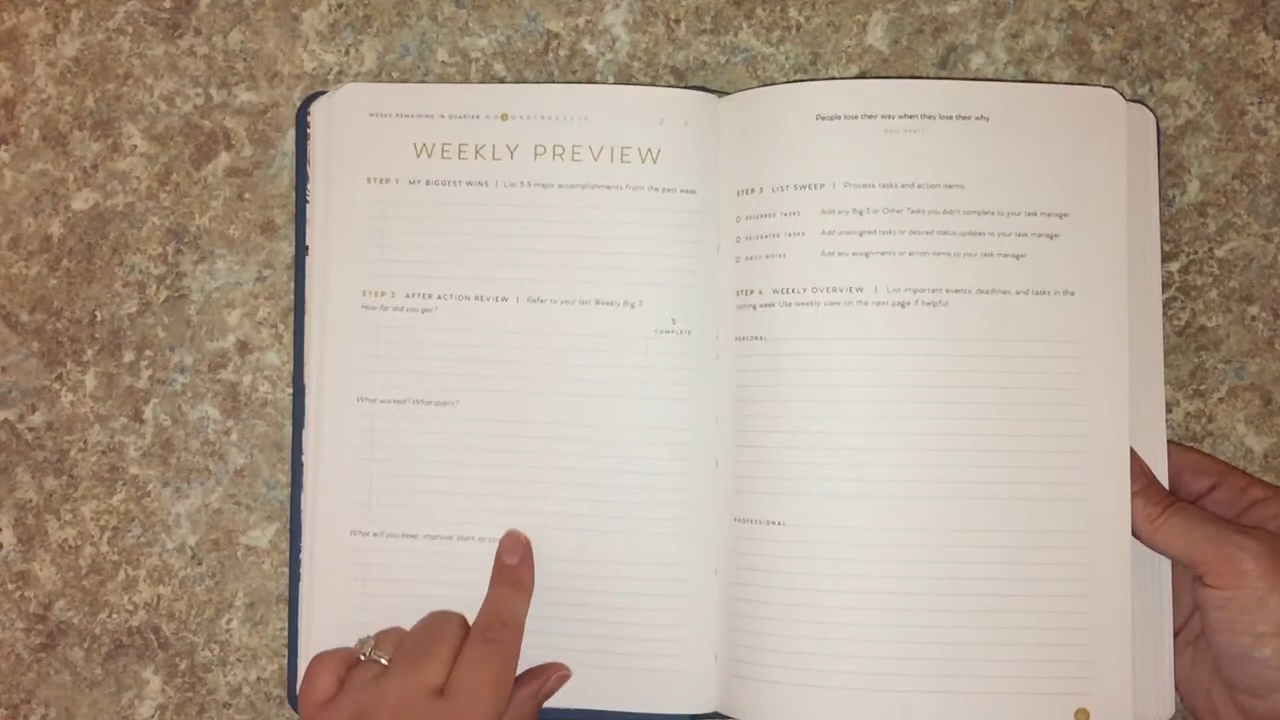 WEEKS REMAINING IN QUARTER
WEEKLY PREVIEW
STEP 1 MY BIGGEST WINS | List 3-5 major accomplishments from the past week
STEP 2 AFTER ACTION REVIEW | Refer to your last Weekly Big 3
How far did you get?
%
COMPLETE
What worked? What didn't?
What will you keep, improve, start, or
People lose their way when they lose their why
STEP 3 LIST SWEEP | Process tasks and action items
DEFERRED TASKS Add any Big 3 or Other Tasks you didn't complete to your task manager
DELEGATED TASKS Add unassigned tasks or desired status updates to your task manager
DAILY NOTES Add any assignments or action items to your task manager
STEP 4 WEEKLY OVERVIEW | List important events, deadlines, and tasks in the
coming week Use weekly view on the next page if helpful
PERSONAL
PROFESSIONAL